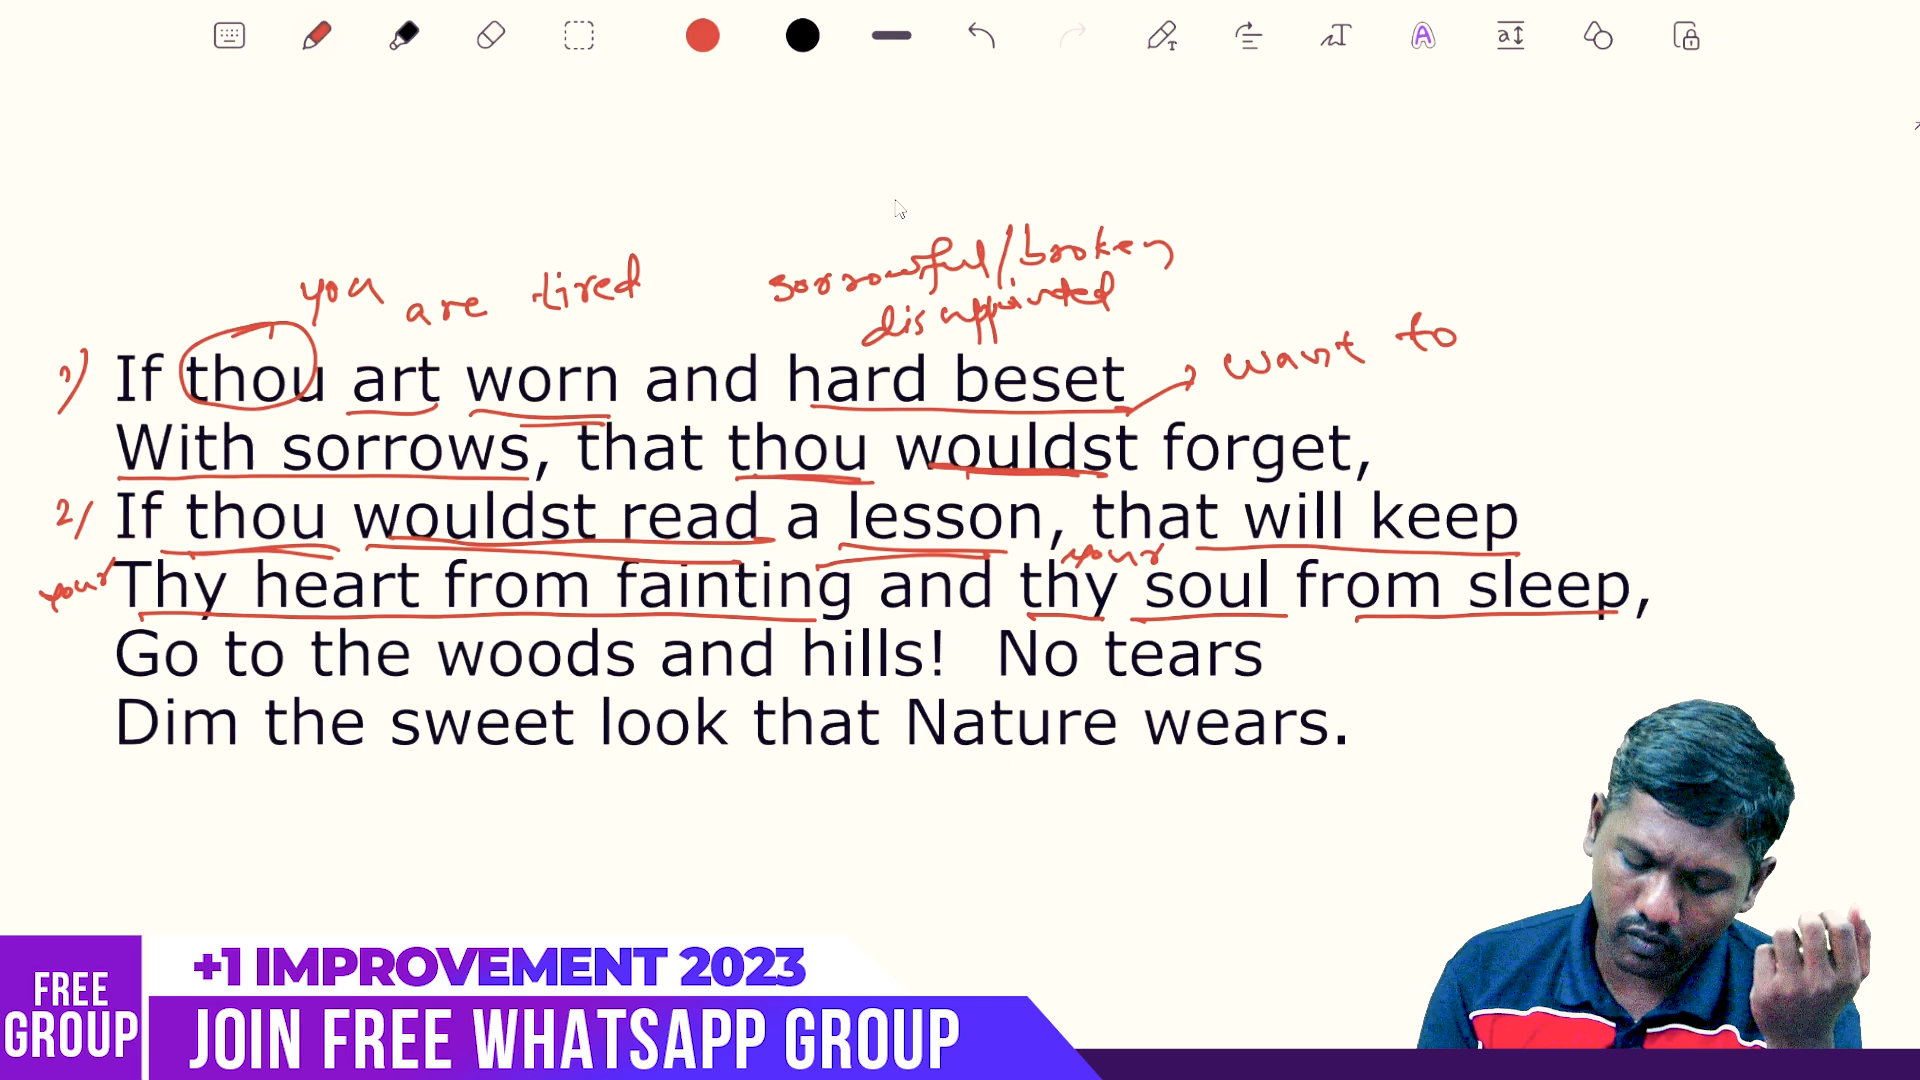 you are tired sorrowful/broken
disappointed
1) If thou art worn and hard beset → want to
With sorrows, that thou wouldst forget,
2) If thou wouldst read a lesson, that will keep
your your
Thy heart from fainting and thy soul from sleep,
Go to the woods and hills! No tears
Dim the sweet look that Nature wears.
FREE
GROUP
+1 IMPROVEMENT 2023
JOIN FREE WHATSAPP GROUP